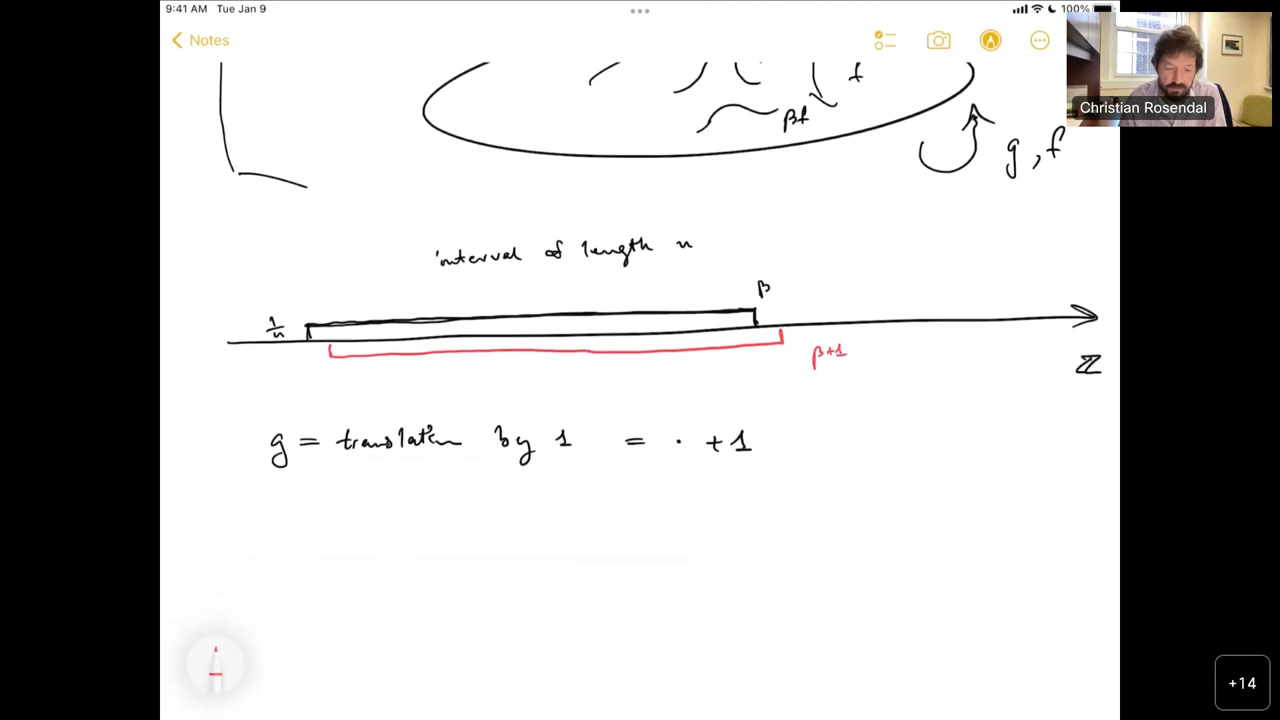 9:41 AM Tue Jan 9
100%
Notes
Christian Rosendal
βf
f
g, f
interval of length n
β
1/n
β+1
ℤ
g = translation by 1 = · +1
+14